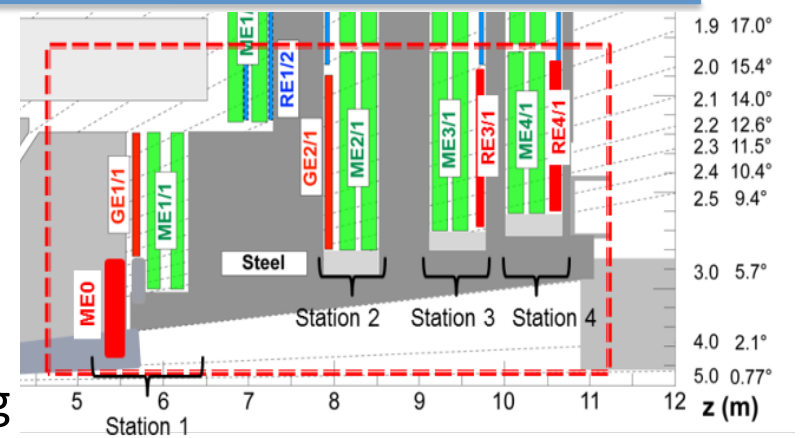 1.9 17.0°
ME1/
RE1/2
2.0 15.4°
2.1 14.0°
2.2 12.6°
2.3 11.5°
2.4 10.4°
2.5 9.4°
GE1/1
ME1/1
GE2/1
ME2/1
ME3/1
RE3/1
ME4/1
RE4/1
Steel
3.0 5.7°
ME0
Station 2
Station 3
Station 4
4.0 2.1°
5.0 0.77°
5 6 7 8 9 10 11 12 z (m)
g
Station 1